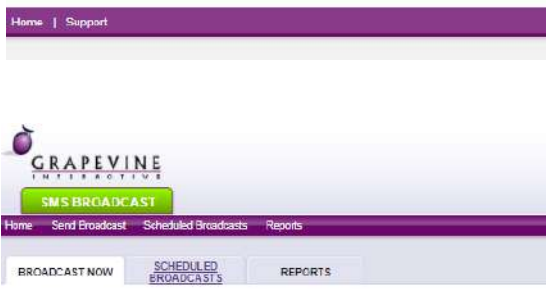 Home | Support
GRAPEVINE
INTERACTIVE
SMS BROADCAST
Home Send Broadcast Scheduled Broadcasts Reports
BROADCAST NOW SCHEDULED BROADCASTS REPORTS